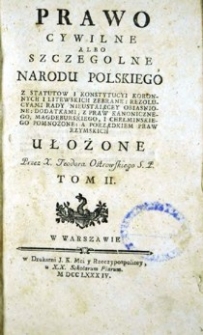 PRAWO
CYWILNE
ALBO
SZCZEGOLNE
NARODU POLSKIEGO
Z STATUTOW I KONSTYTUCYI KORON-
NYCH I LITEWSKICH ZEBRANE; REZOLU-
CYAMI RADY NIEUSTAIĄCEY OBIASNIO-
NE; DODATKAMI, Z PRAW KANONICZNE-
GO, MAGDEBURSKIEGO, I CHEŁMINSKIE-
GO POMNOŻONE; A PORZĄDKIEM PRAW
RZYMSKICH
UŁOŻONE
Przez X. Teodora Ostrowskiego S. P.
TOM II.
W WARSZAWIE
w Drukarni J. K. Mci y Rzeczypospolitey,
u X.X. Scholarum Piarum.
M DCC LXXXIV.